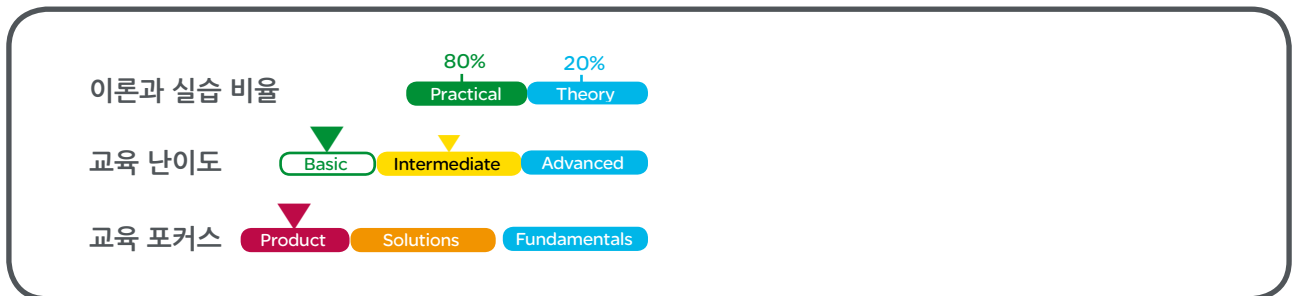 80% 20%
이론과 실습 비율 Practical Theory
교육 난이도 Basic Intermediate Advanced
교육 포커스 Product Solutions Fundamentals